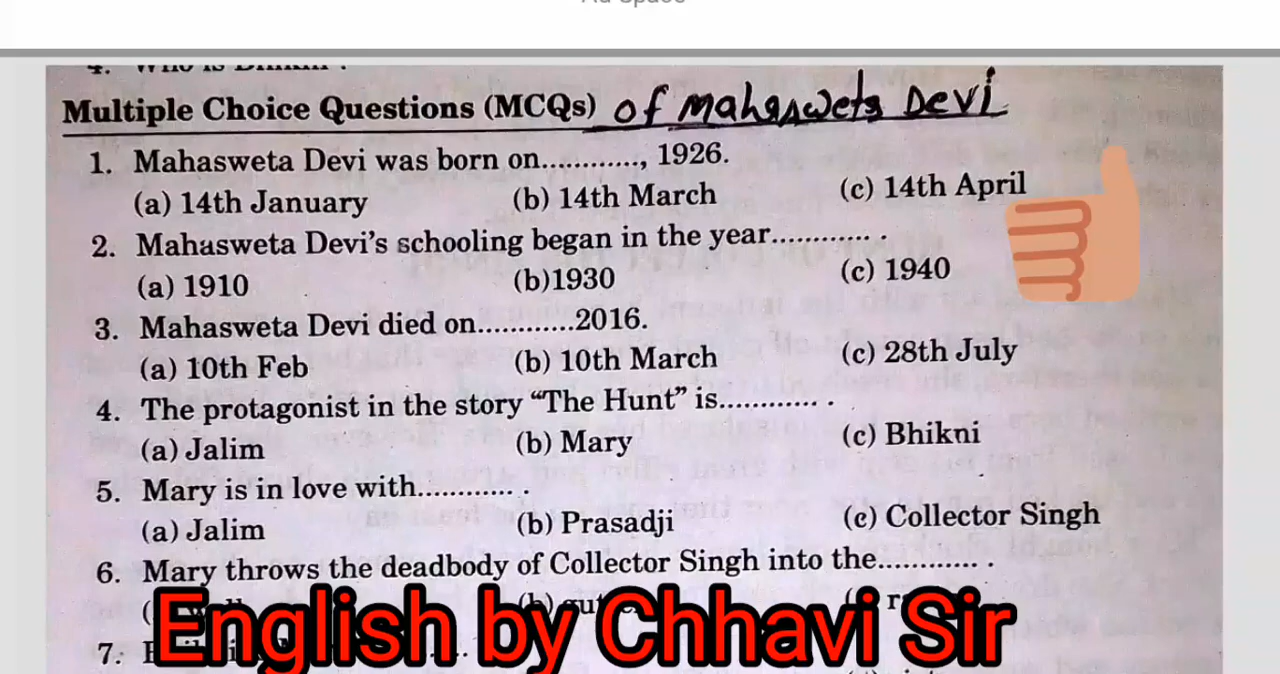 Ad Space
Multiple Choice Questions (MCQs) of Mahasweta Devi
1. Mahasweta Devi was born on............, 1926.
(a) 14th January (b) 14th March (c) 14th April
2. Mahasweta Devi's schooling began in the year............ .
(a) 1910 (b)1930 (c) 1940
3. Mahasweta Devi died on............2016.
(a) 10th Feb (b) 10th March (c) 28th July
4. The protagonist in the story “The Hunt” is............ .
(a) Jalim (b) Mary (c) Bhikni
5. Mary is in love with............ .
(a) Jalim (b) Prasadji (c) Collector Singh
6. Mary throws the deadbody of Collector Singh into the............ .
(b)
English by Chhavi Sir
7.